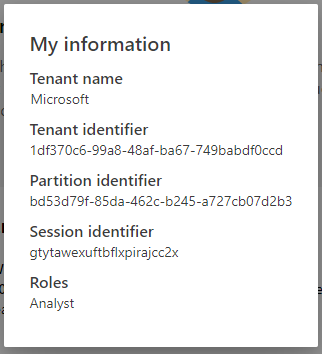 My information
Tenant name
Microsoft
Tenant identifier
1df370c6-99a8-48af-ba67-749babdf0ccd
Partition identifier
bd53d79f-85da-462c-b245-a727cb07d2b3
Session identifier
gtytawexuftbflxpirajcc2x
Roles
Analyst